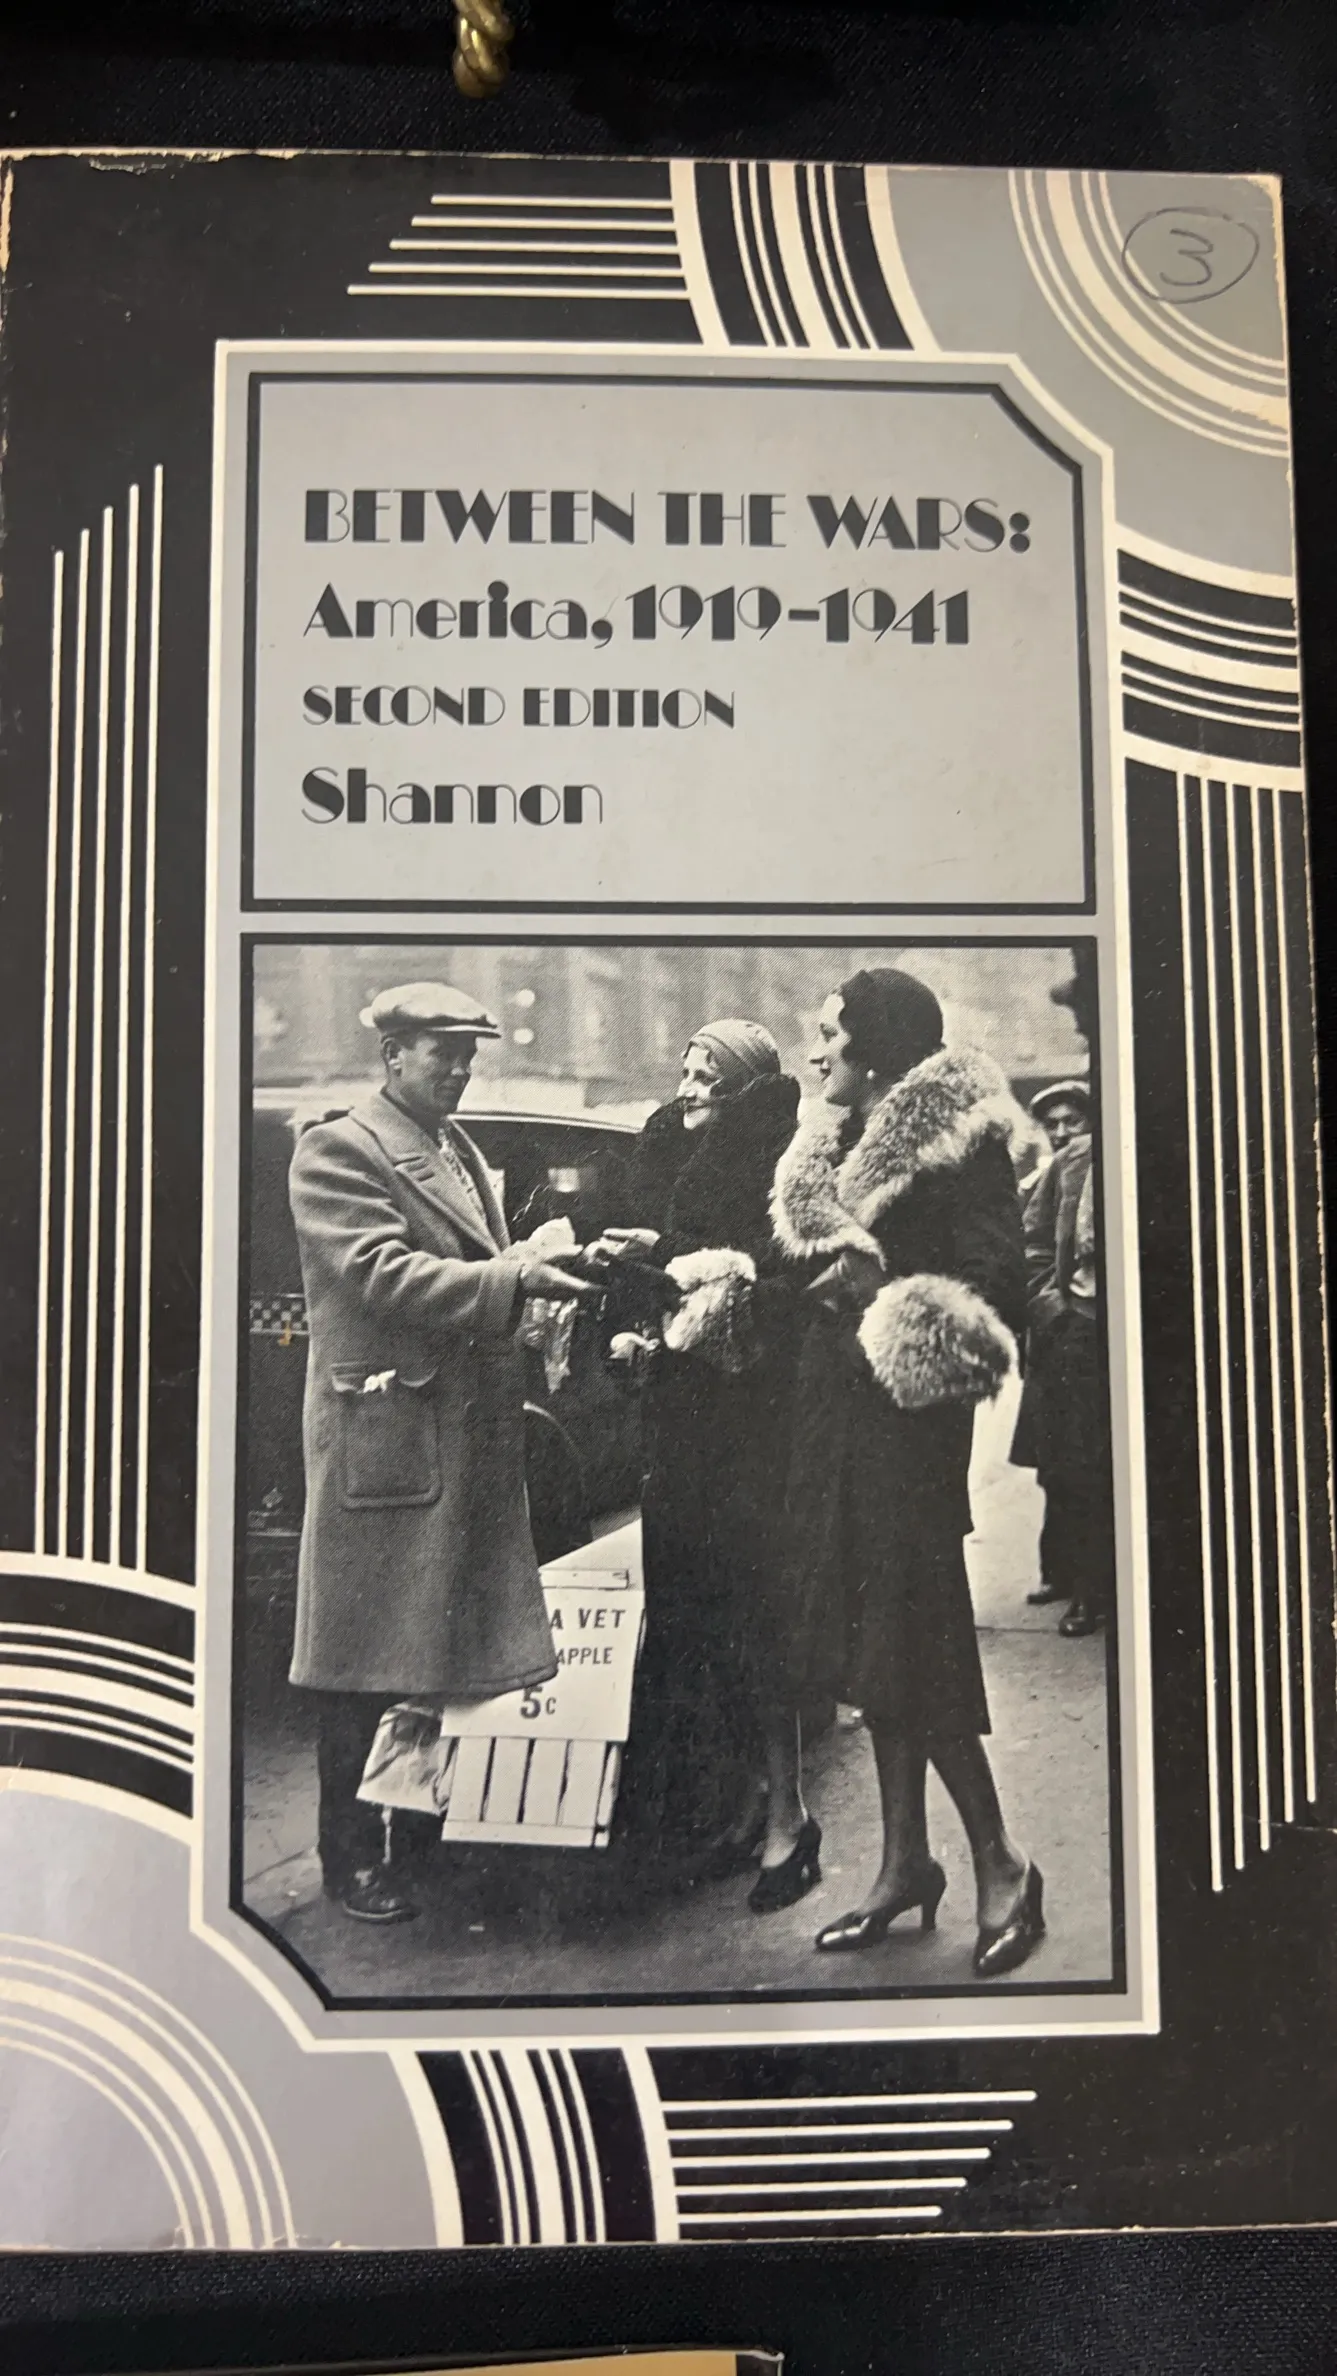 3
BETWEEN THE WARS:
America, 1919-1941
SECOND EDITION
Shannon
A VET
APPLE
5c